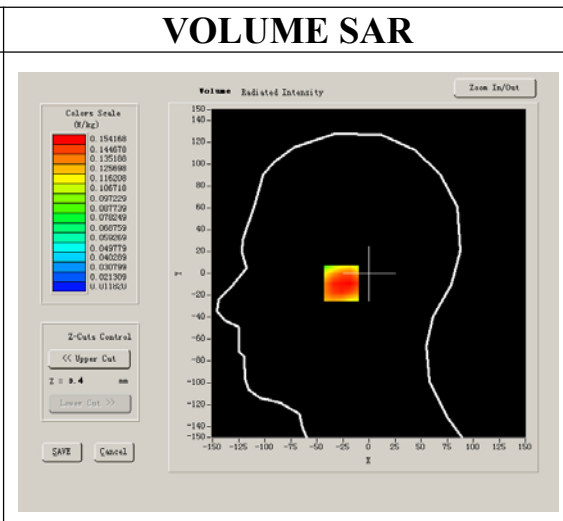 VOLUME SAR
Volume Radiated Intensity
Zoom In/Out
Colors Scale
(W/kg)
0.154168
0.144678
0.135188
0.125698
0.116208
0.106718
0.097229
0.087739
0.078249
0.068759
0.059269
0.049779
0.040289
0.030799
0.021309
0.011820
150
140
120
100
80
60
40
20
0
-20
-40
-60
-80
-100
-120
-140
-150
Y
-150 -125 -100 -75 -50 -25 0 25 50 75 100 125 150
X
Z-Cuts Control
<< Upper Cut
Z = 0.4 mm
Lower Cut >>
SAVE
Cancel